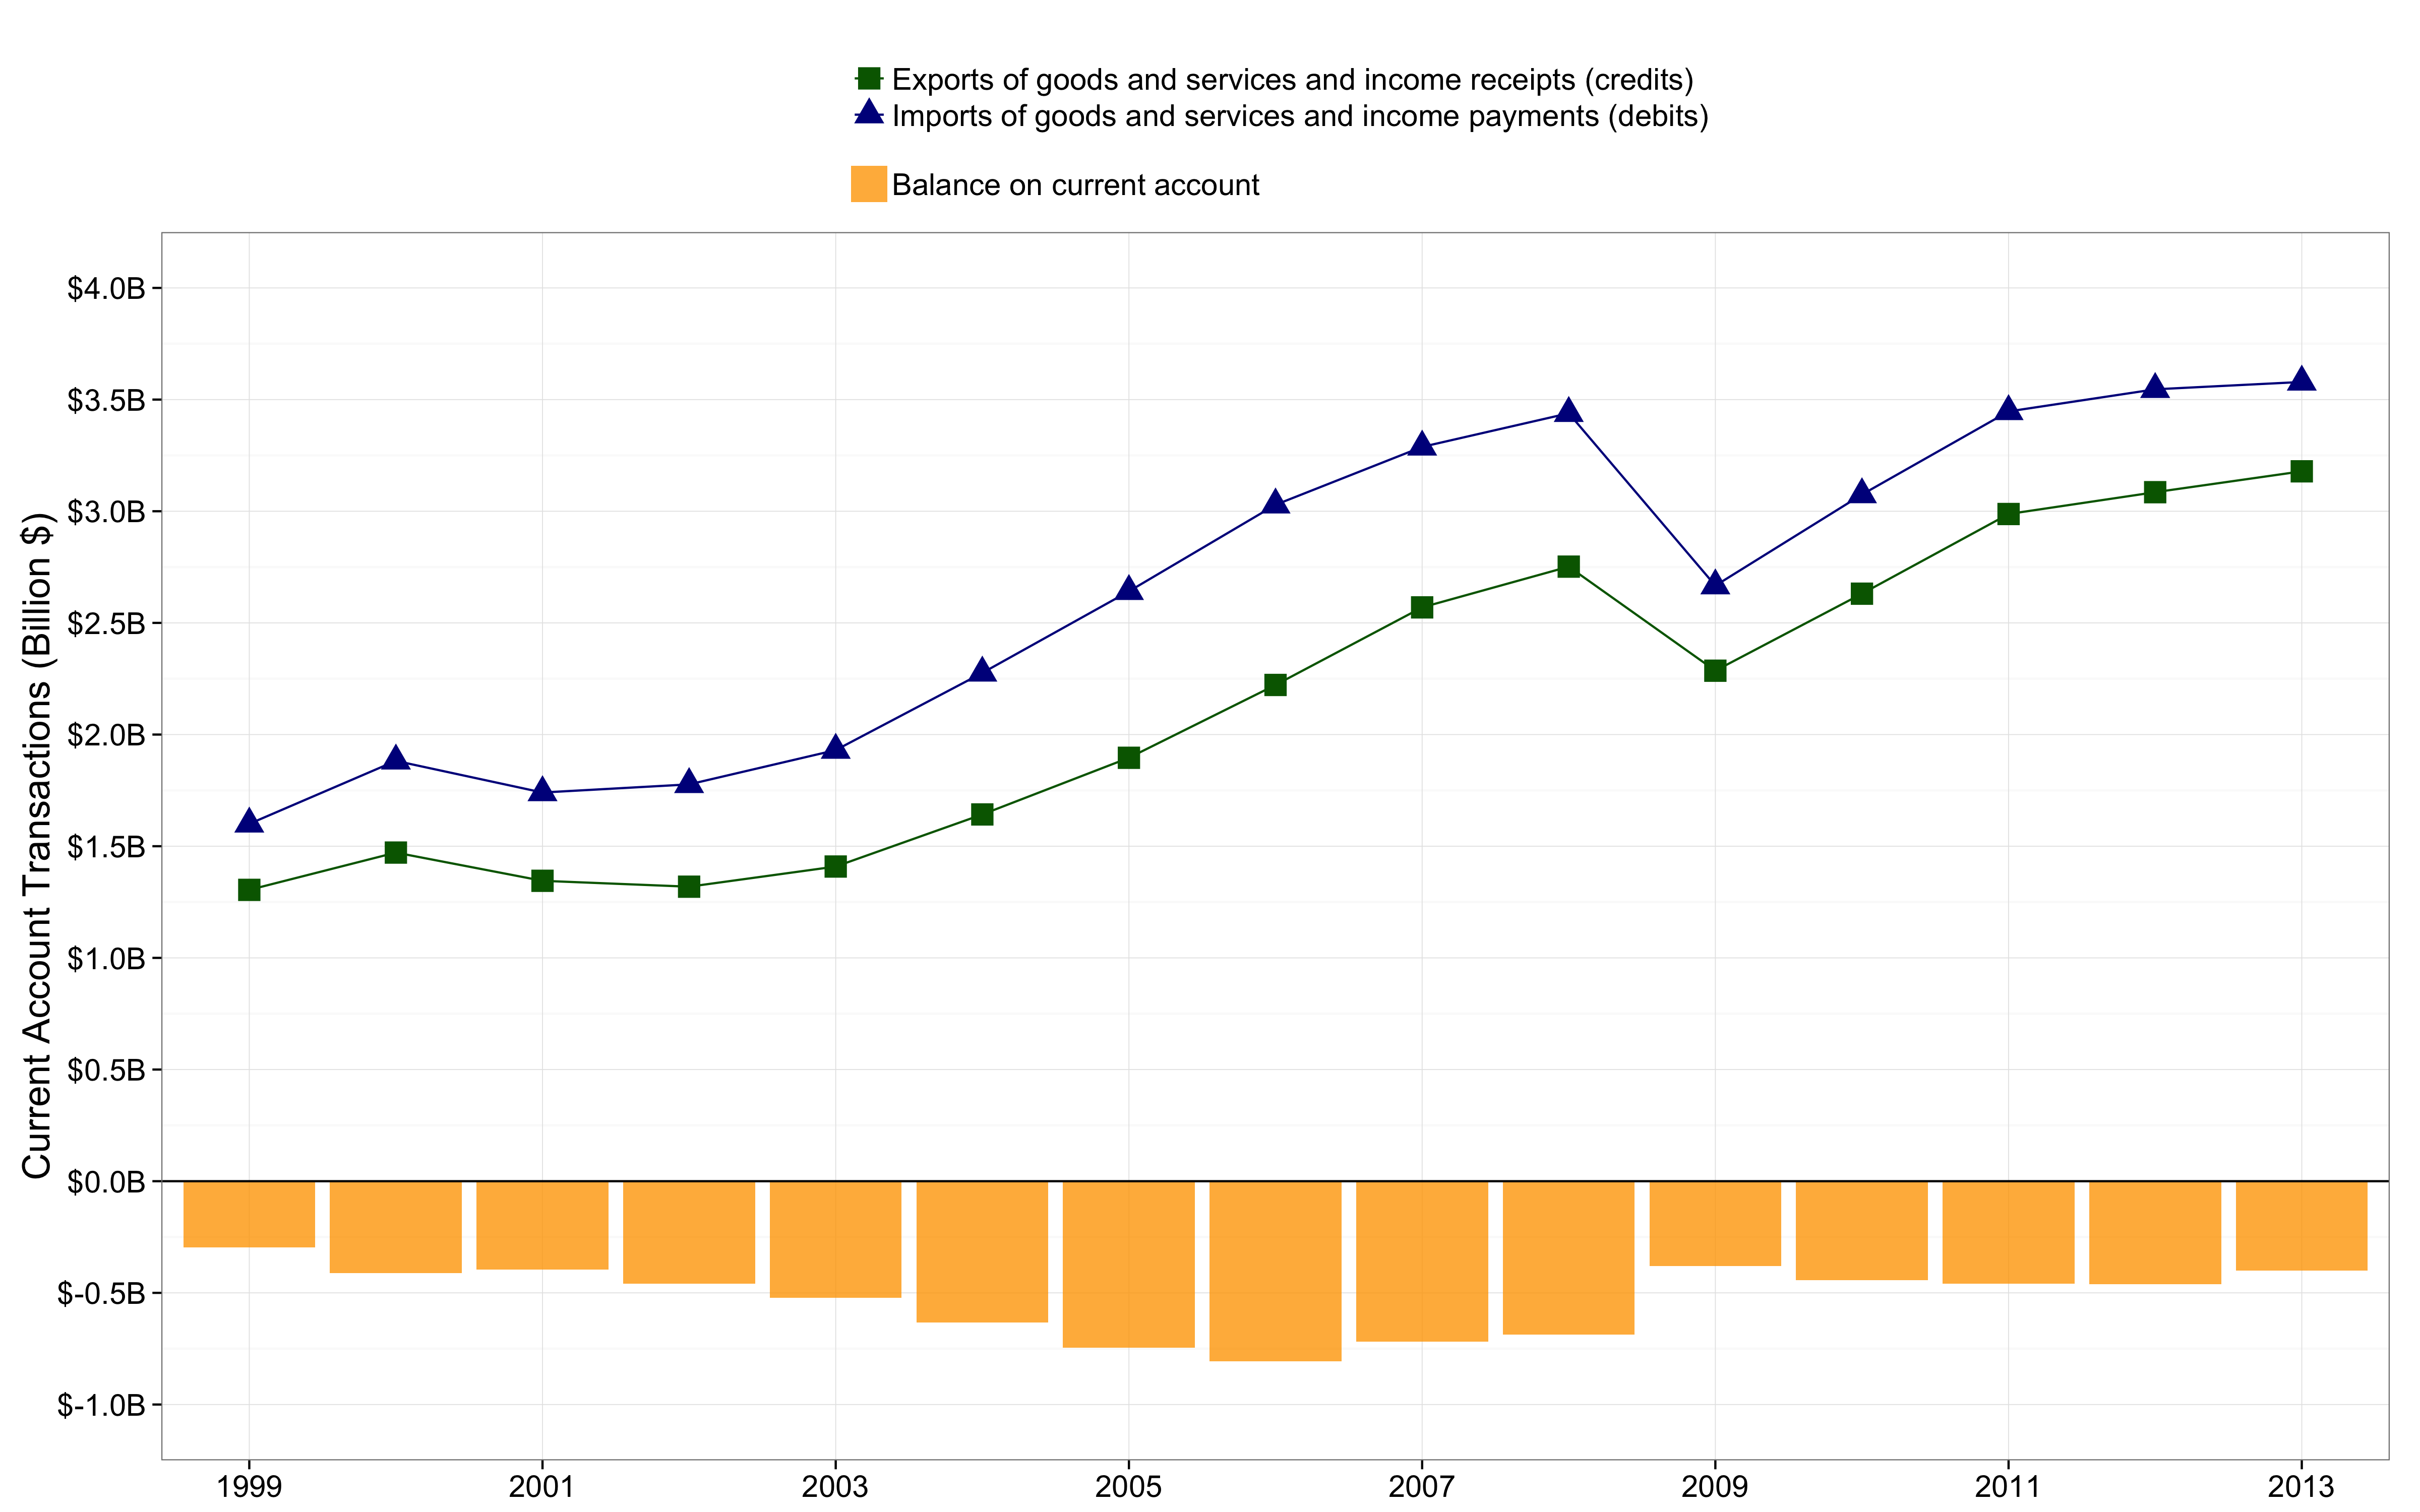 Exports of goods and services and income receipts (credits)
Imports of goods and services and income payments (debits)
Balance on current account
Current Account Transactions (Billion $)
$4.0B
$3.5B
$3.0B
$2.5B
$2.0B
$1.5B
$1.0B
$0.5B
$0.0B
$-0.5B
$-1.0B
1999 2001 2003 2005 2007 2009 2011 2013